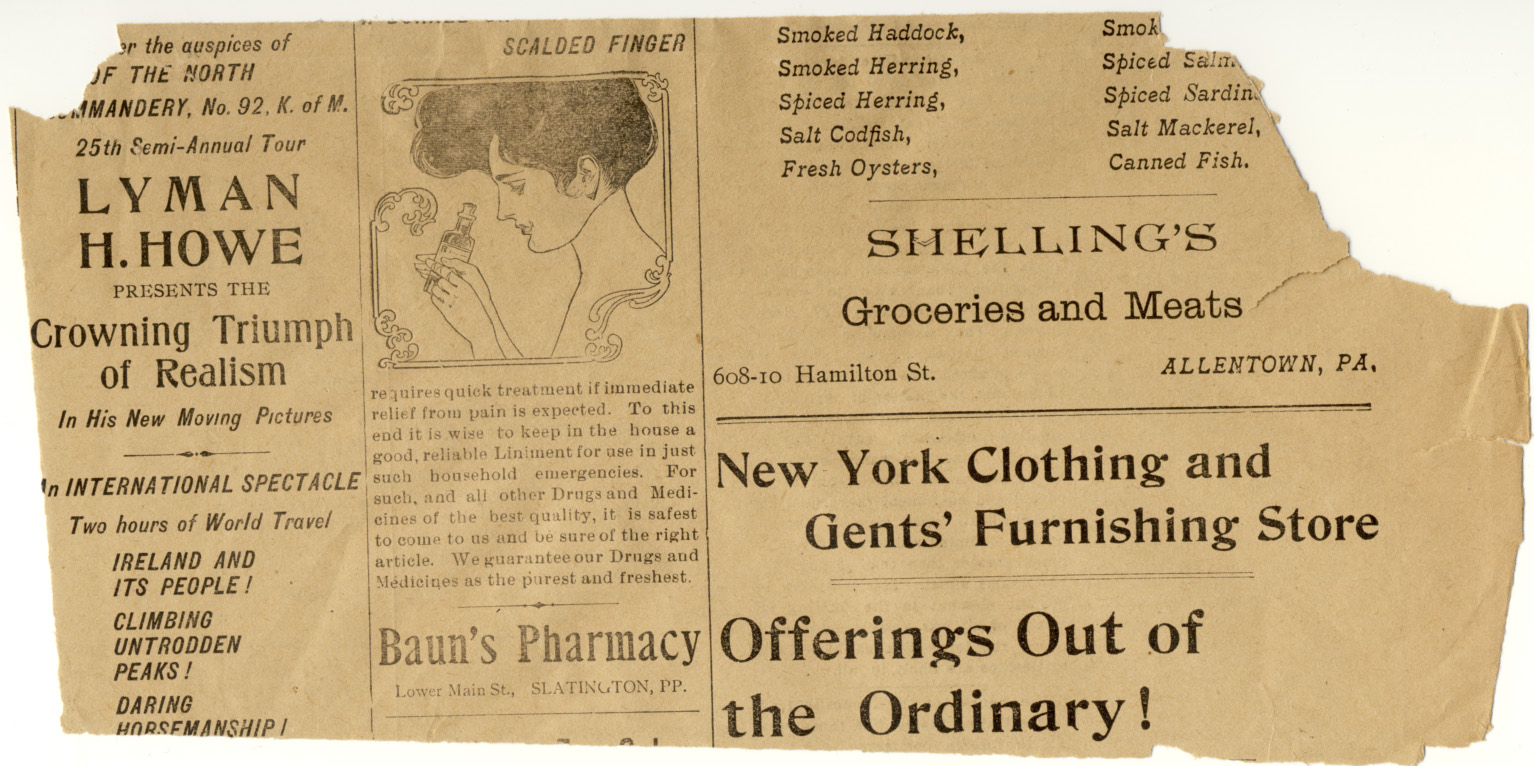 er the auspices of
OF THE NORTH
MMANDERY, No. 92, K. of M.
25th Semi-Annual Tour
LYMAN
H. HOWE
PRESENTS THE
Crowning Triumph
of Realism
In His New Moving Pictures
In INTERNATIONAL SPECTACLE
Two hours of World Travel
IRELAND AND
ITS PEOPLE!
CLIMBING
UNTRODDEN
PEAKS!
DARING
HORSEMANSHIP!
SCALDED FINGER
requires quick treatment if immediate
relief from pain is expected. To this
end it is wise to keep in the house a
good, reliable Liniment for use in just
such household emergencies. For
such, and all other Drugs and Medi-
cines of the best quality, it is safest
to come to us and be sure of the right
article. We guarantee our Drugs and
Medicines as the purest and freshest.
Baun's Pharmacy
Lower Main St., SLATINGTON, PP.
Smoked Haddock,
Smoked Herring,
Spiced Herring,
Salt Codfish,
Fresh Oysters,
Smok
Spiced Salm
Spiced Sardin
Salt Mackerel,
Canned Fish.
SHELLING'S
Groceries and Meats
608-10 Hamilton St. ALLENTOWN, PA.
New York Clothing and
Gents' Furnishing Store
Offerings Out of
the Ordinary!